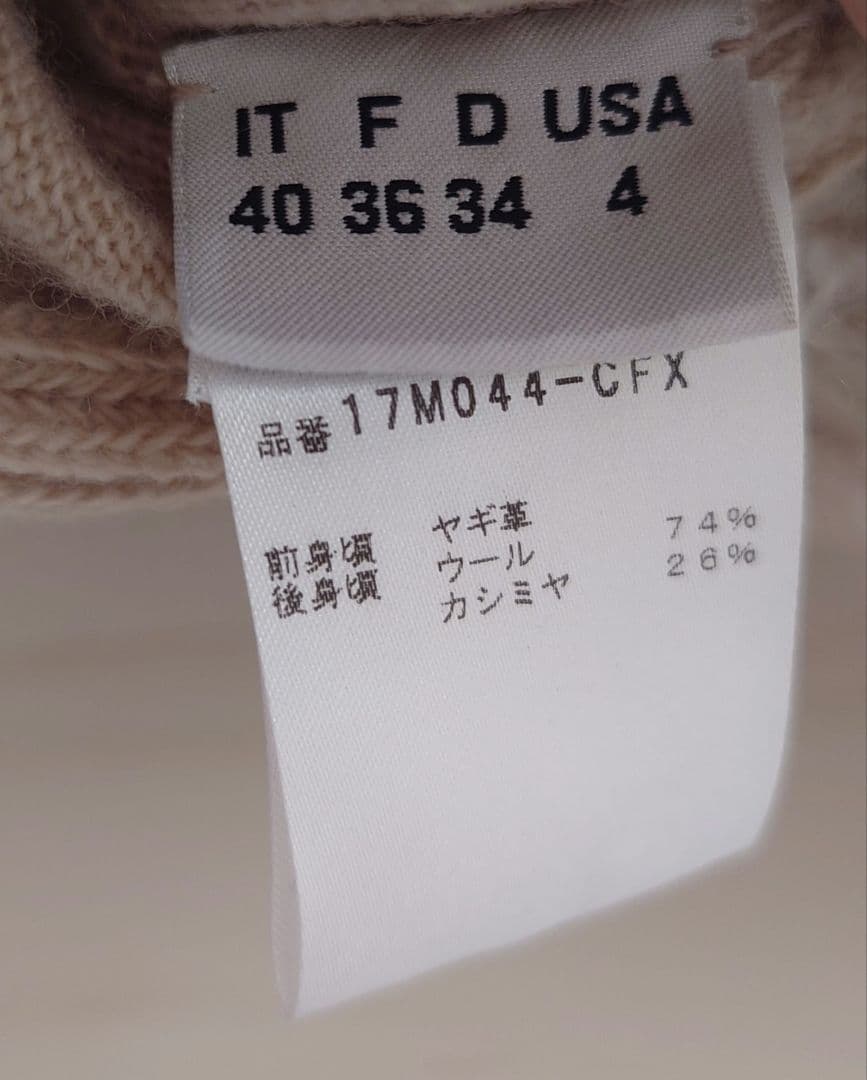 IT F D USA
40 36 34 4
品番 17M044-CFX
前身頃 ヤギ革
後身頃 ウール 74%
カシミヤ 26%